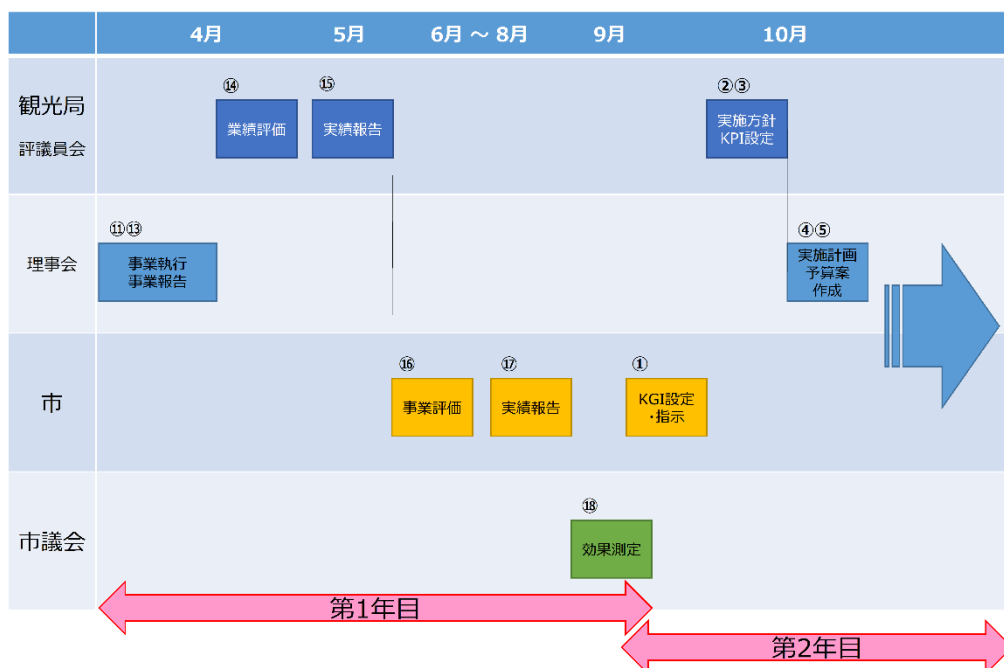 4月
5月
6月 ～ 8月
9月
10月
観光局
評議員会
⑭
業績評価
⑮
実績報告
②③
実施方針
KPI設定
理事会
⑪⑬
事業執行
事業報告
④⑤
実施計画
予算案
作成
市
⑯
事業評価
⑰
実績報告
①
KGI設定
・指示
市議会
⑱
効果測定
第1年目
第2年目